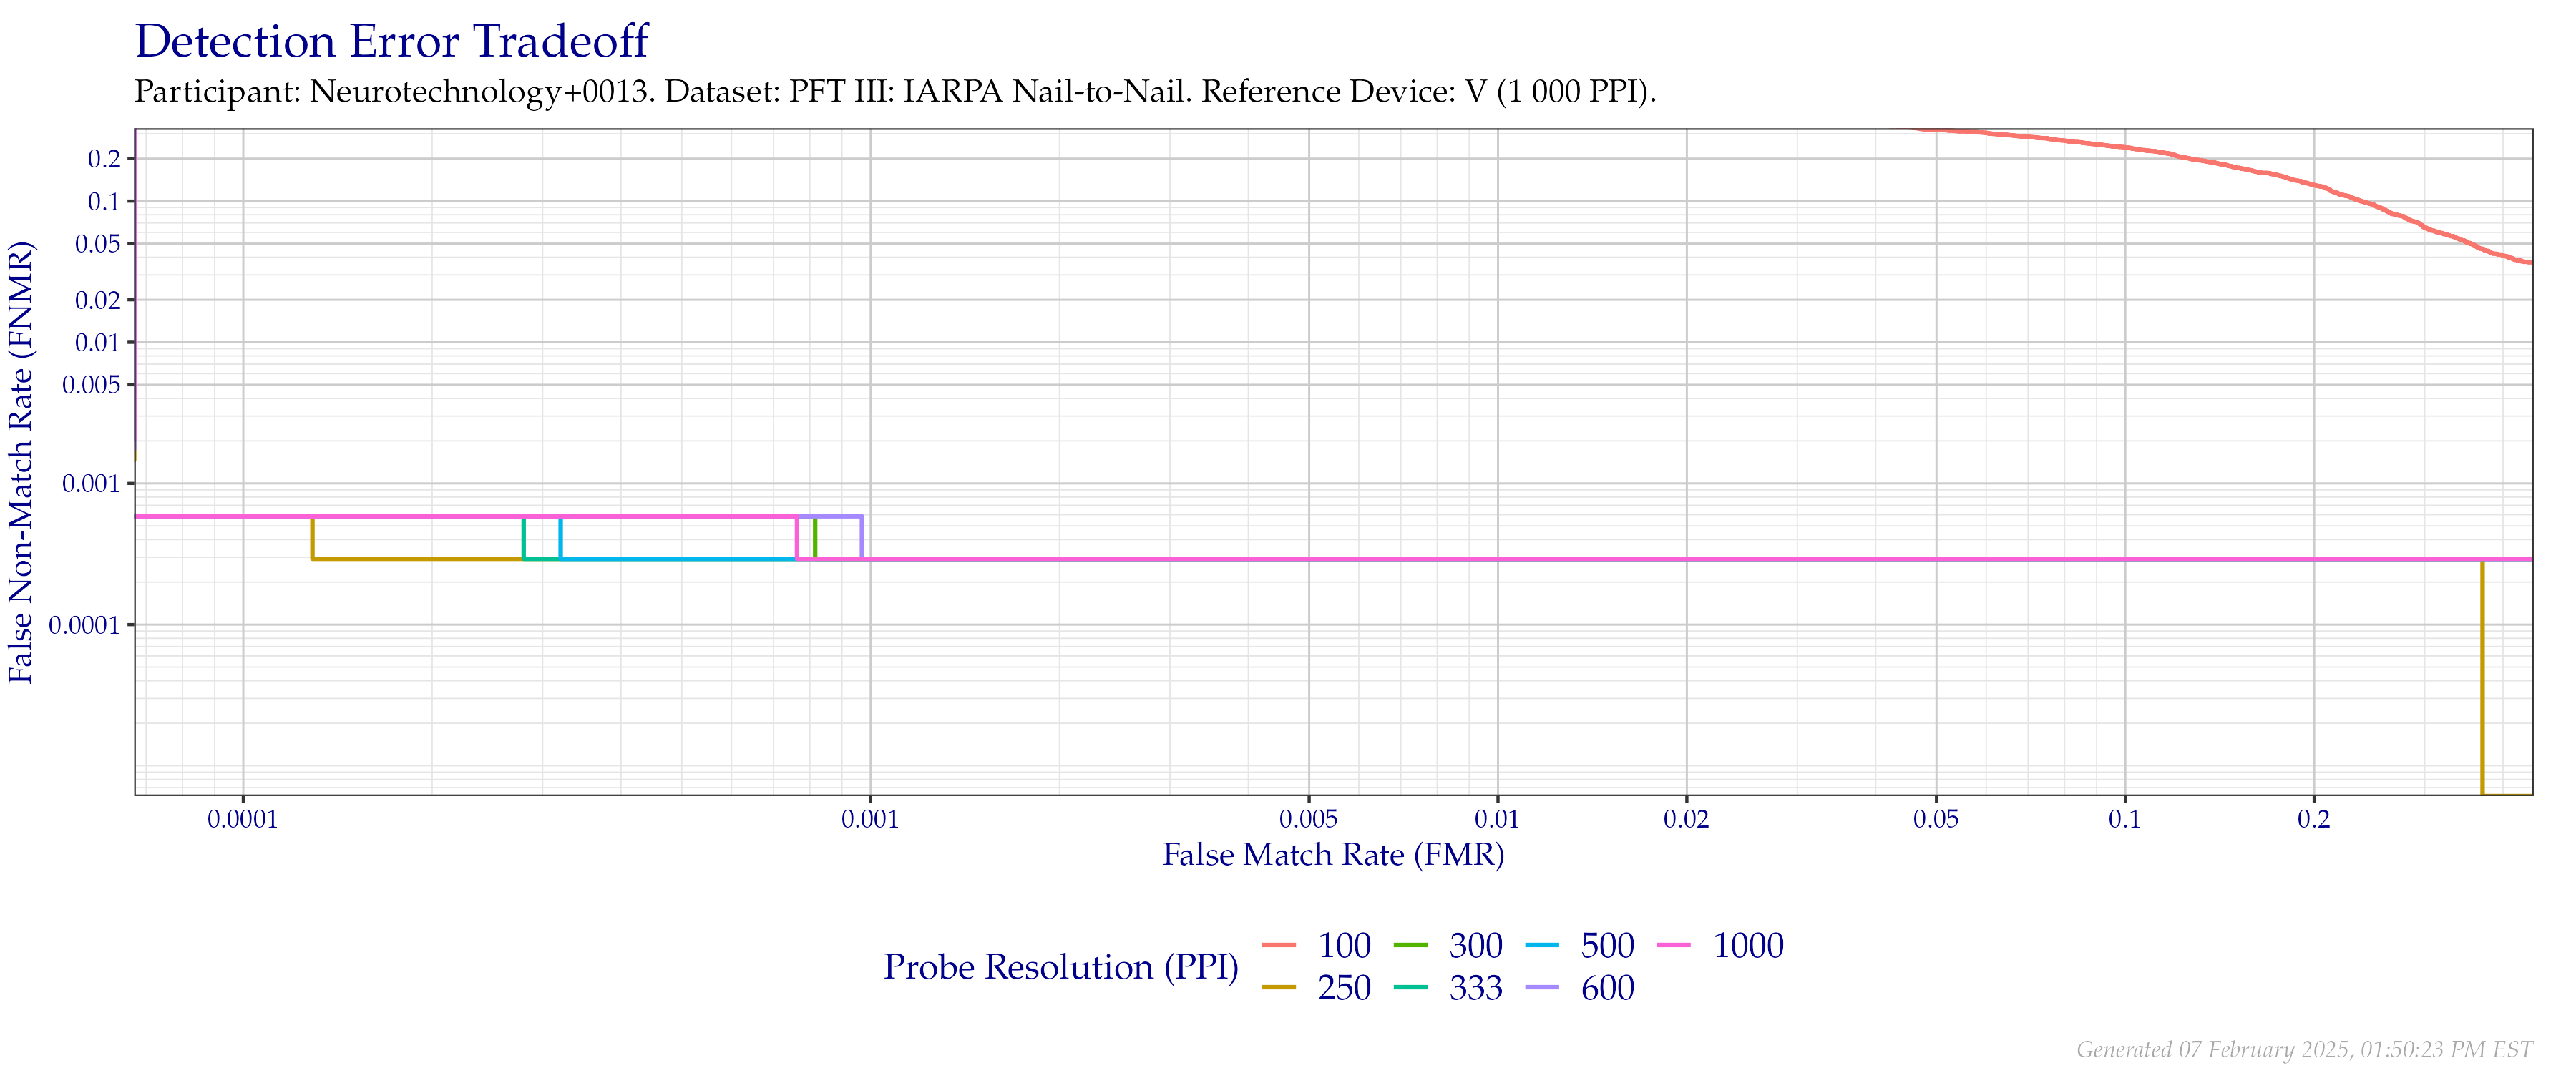 Detection Error Tradeoff
Participant: Neurotechnology+0013. Dataset: PFT III: IARPA Nail-to-Nail. Reference Device: V (1 000 PPI).
False Non-Match Rate (FNMR)
0.2
0.1
0.05
0.02
0.01
0.005
0.001
0.0001
0.0001 0.001 0.005 0.01 0.02 0.05 0.1 0.2
False Match Rate (FMR)
Probe Resolution (PPI)
100 300 500 1000
250 333 600
Generated 07 February 2025, 01:50:23 PM EST